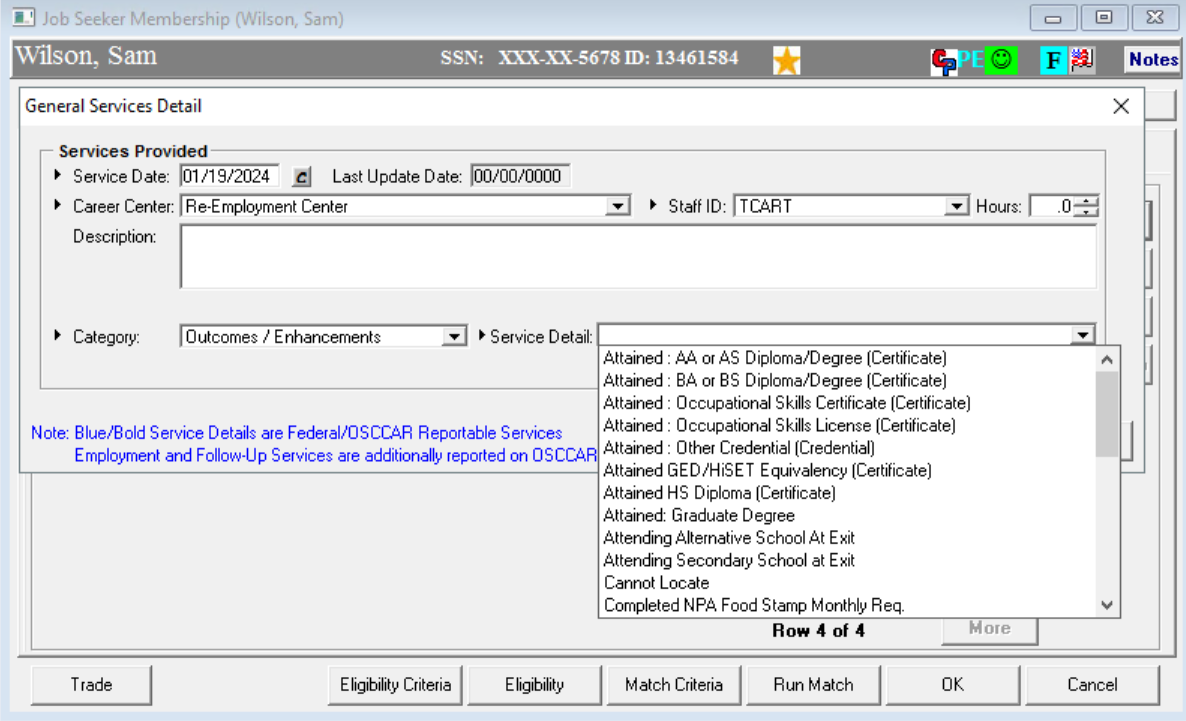 Job Seeker Membership (Wilson, Sam)
Wilson, Sam SSN: XXX-XX-5678 ID: 13461584 CP PE F Notes
General Services Detail
Services Provided
Service Date: 01/19/2024 C Last Update Date: 00/00/0000
Career Center: Re-Employment Center Staff ID: TCART Hours: .0
Description:
Category: Outcomes / Enhancements Service Detail:
Attained : AA or AS Diploma/Degree (Certificate)
Attained : BA or BS Diploma/Degree (Certificate)
Attained : Occupational Skills Certificate (Certificate)
Attained : Occupational Skills License (Certificate)
Attained : Other Credential (Credential)
Attained GED/HiSET Equivalency (Certificate)
Attained HS Diploma (Certificate)
Attained: Graduate Degree
Attending Alternative School At Exit
Attending Secondary School at Exit
Cannot Locate
Completed NPA Food Stamp Monthly Req.
Note: Blue/Bold Service Details are Federal/OSCCAR Reportable Services
Employment and Follow-Up Services are additionally reported on OSCCAR
Row 4 of 4 More
Trade Eligibility Criteria Eligibility Match Criteria Run Match OK Cancel